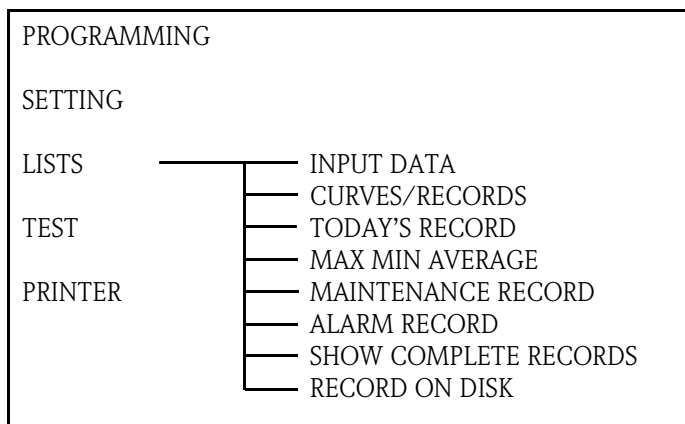 PROGRAMMING
SETTING
LISTS
INPUT DATA
CURVES/RECORDS
TEST
TODAY'S RECORD
MAX MIN AVERAGE
PRINTER
MAINTENANCE RECORD
ALARM RECORD
SHOW COMPLETE RECORDS
RECORD ON DISK